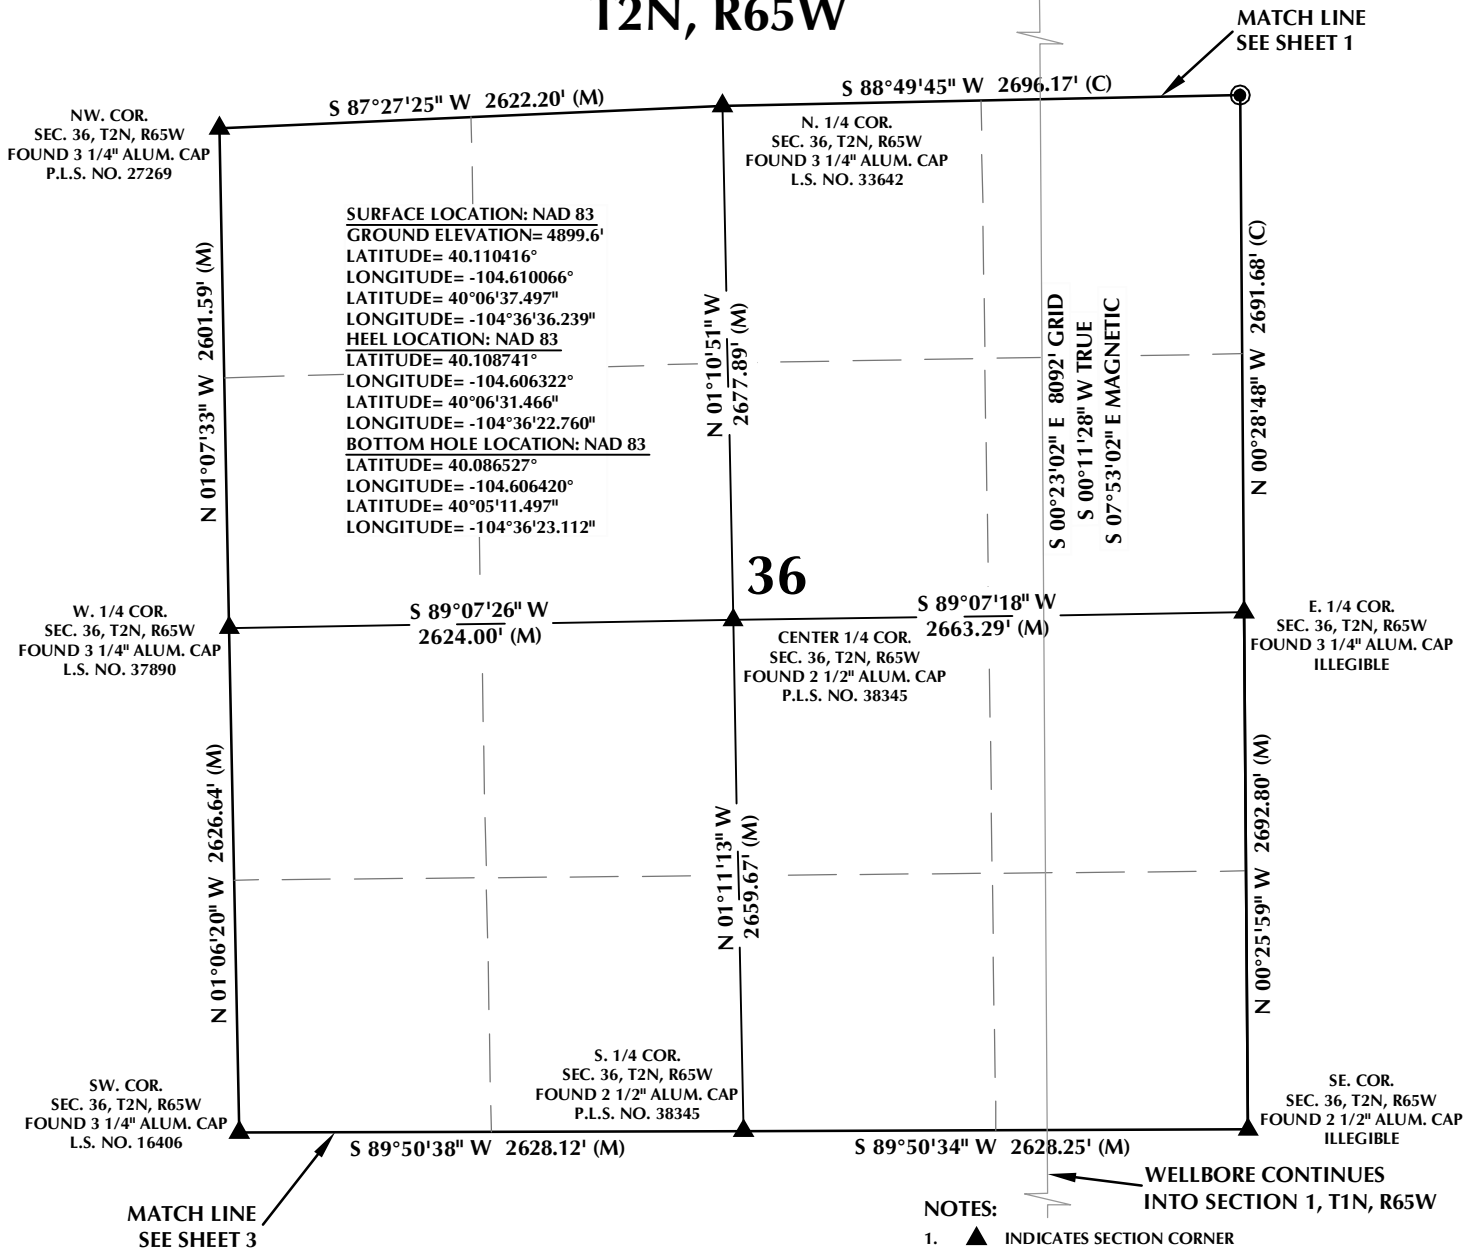 T2N, R65W
MATCH LINE
SEE SHEET 1
S 87°27'25" W 2622.20' (M)
S 88°49'45" W 2696.17' (C)
NW. COR.
SEC. 36, T2N, R65W
FOUND 3 1/4" ALUM. CAP
P.L.S. NO. 27269
N. 1/4 COR.
SEC. 36, T2N, R65W
FOUND 3 1/4" ALUM. CAP
L.S. NO. 33642
SURFACE LOCATION: NAD 83
GROUND ELEVATION= 4899.6'
LATITUDE= 40.110416°
LONGITUDE= -104.610066°
LATITUDE= 40°06'37.497"
LONGITUDE= -104°36'36.239"
HEEL LOCATION: NAD 83
LATITUDE= 40.108741°
LONGITUDE= -104.606322°
LATITUDE= 40°06'31.466"
LONGITUDE= -104°36'22.760"
BOTTOM HOLE LOCATION: NAD 83
LATITUDE= 40.086527°
LONGITUDE= -104.606420°
LATITUDE= 40°05'11.497"
LONGITUDE= -104°36'23.112"
N 01°07'33" W 2601.59' (M)
N 01°10'51" W
2677.89' (M)
S 00°23'02" E 8092' GRID
S 00°11'28" W TRUE
S 07°53'02" E MAGNETIC
N 00°28'48" W 2691.68' (C)
36
W. 1/4 COR.
SEC. 36, T2N, R65W
FOUND 3 1/4" ALUM. CAP
L.S. NO. 37890
S 89°07'26" W
2624.00' (M)
S 89°07'18" W
2663.29' (M)
CENTER 1/4 COR.
SEC. 36, T2N, R65W
FOUND 2 1/2" ALUM. CAP
P.L.S. NO. 38345
E. 1/4 COR.
SEC. 36, T2N, R65W
FOUND 3 1/4" ALUM. CAP
ILLEGIBLE
N 01°06'20" W 2626.64' (M)
N 01°11'13" W
2659.67' (M)
N 00°25'59" W 2692.80' (M)
SW. COR.
SEC. 36, T2N, R65W
FOUND 3 1/4" ALUM. CAP
L.S. NO. 16406
S. 1/4 COR.
SEC. 36, T2N, R65W
FOUND 2 1/2" ALUM. CAP
P.L.S. NO. 38345
SE. COR.
SEC. 36, T2N, R65W
FOUND 2 1/2" ALUM. CAP
ILLEGIBLE
S 89°50'38" W 2628.12' (M)
S 89°50'34" W 2628.25' (M)
MATCH LINE
SEE SHEET 3
WELLBORE CONTINUES
INTO SECTION 1, T1N, R65W
NOTES:
1. ▲ INDICATES SECTION CORNER